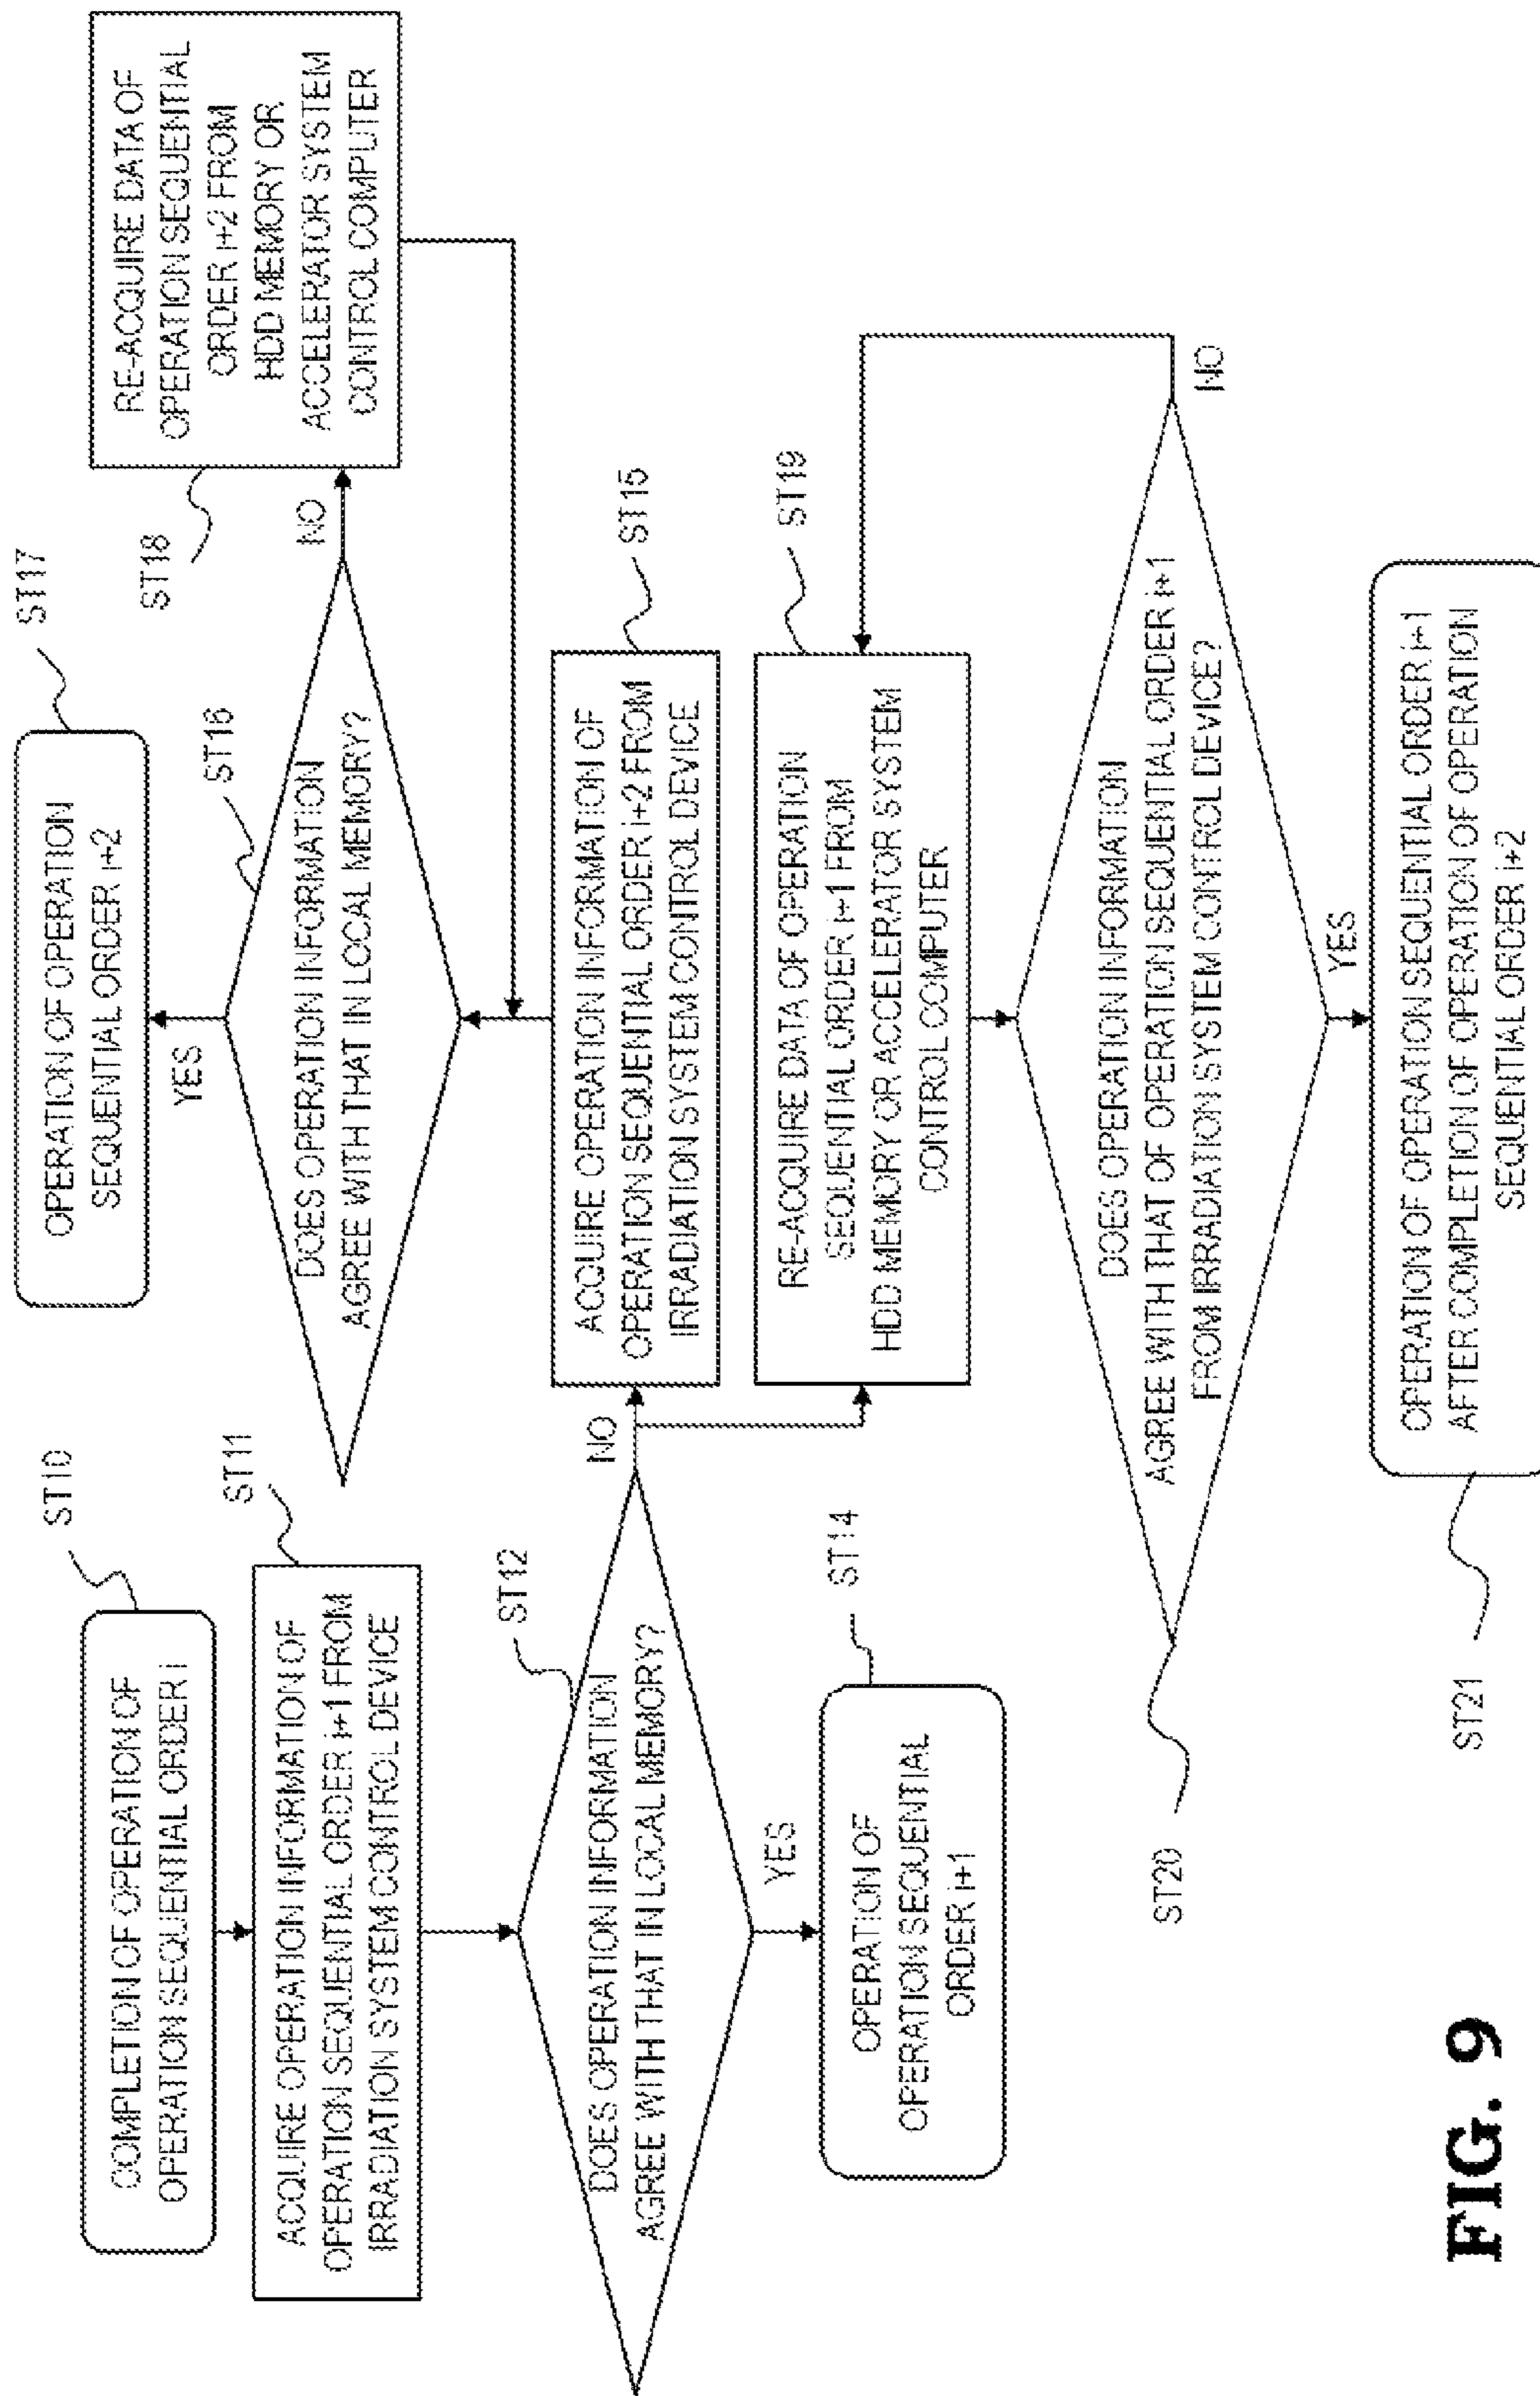 ST10
COMPLETION OF OPERATION OF
OPERATION SEQUENTIAL ORDER i
ST11
ACQUIRE OPERATION INFORMATION OF
OPERATION SEQUENTIAL ORDER i+1 FROM
IRRADIATION SYSTEM CONTROL DEVICE
ST12
DOES OPERATION INFORMATION
AGREE WITH THAT IN LOCAL MEMORY?
NO
YES
ST14
OPERATION OF
OPERATION SEQUENTIAL
ORDER i+1
ST17
OPERATION OF OPERATION
SEQUENTIAL ORDER i+2
YES
ST16
DOES OPERATION INFORMATION
AGREE WITH THAT IN LOCAL MEMORY?
NO
ST18
RE-ACQUIRE DATA OF
OPERATION SEQUENTIAL
ORDER i+2 FROM
HDD MEMORY OR
ACCELERATOR SYSTEM
CONTROL COMPUTER
ST15
ACQUIRE OPERATION INFORMATION OF
OPERATION SEQUENTIAL ORDER i+2 FROM
IRRADIATION SYSTEM CONTROL DEVICE
ST19
RE-ACQUIRE DATA OF OPERATION
SEQUENTIAL ORDER i+1 FROM
HDD MEMORY OR ACCELERATOR SYSTEM
CONTROL COMPUTER
ST20
DOES OPERATION INFORMATION
AGREE WITH THAT OF OPERATION SEQUENTIAL ORDER i+1
FROM IRRADIATION SYSTEM CONTROL DEVICE?
NO
YES
ST21
OPERATION OF OPERATION SEQUENTIAL ORDER i+1
AFTER COMPLETION OF OPERATION OF OPERATION
SEQUENTIAL ORDER i+2
FIG. 9